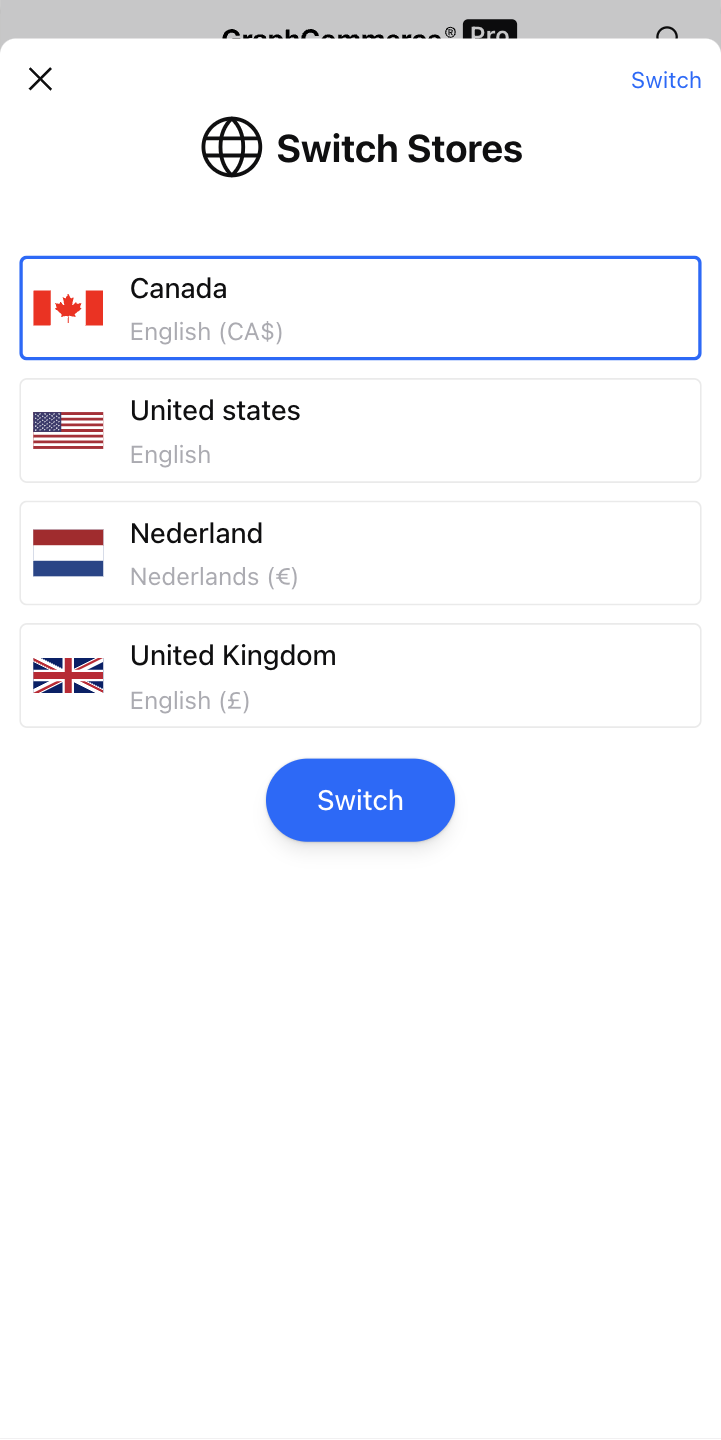 GraphCommerce® Pro
Switch
Switch Stores
Canada
English (CA$)
United states
English
Nederland
Nederlands (€)
United Kingdom
English (£)
Switch